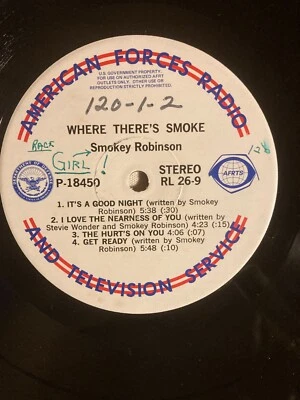 AMERICAN FORCES RADIO
U.S. GOVERNMENT PROPERTY.
FOR USE ON AUTHORIZED AFRT
OUTLETS ONLY. OTHER USE OR
REPRODUCTION STRICTLY PROHIBITED.
120-1-2
WHERE THERE'S SMOKE
Smokey Robinson
GIRL!
128
AFRTS
P-18450
STEREO
RL 26-9
1. IT'S A GOOD NIGHT (written by Smokey
Robinson) 5:38 (:30)
2. I LOVE THE NEARNESS OF YOU (written by
Stevie Wonder and Smokey Robinson) 4:23 (:15)
3. THE HURT'S ON YOU 4:06 (:07)
4. GET READY (written by Smokey
Robinson) 5:48 (:10)
AND TELEVISION SERVICE